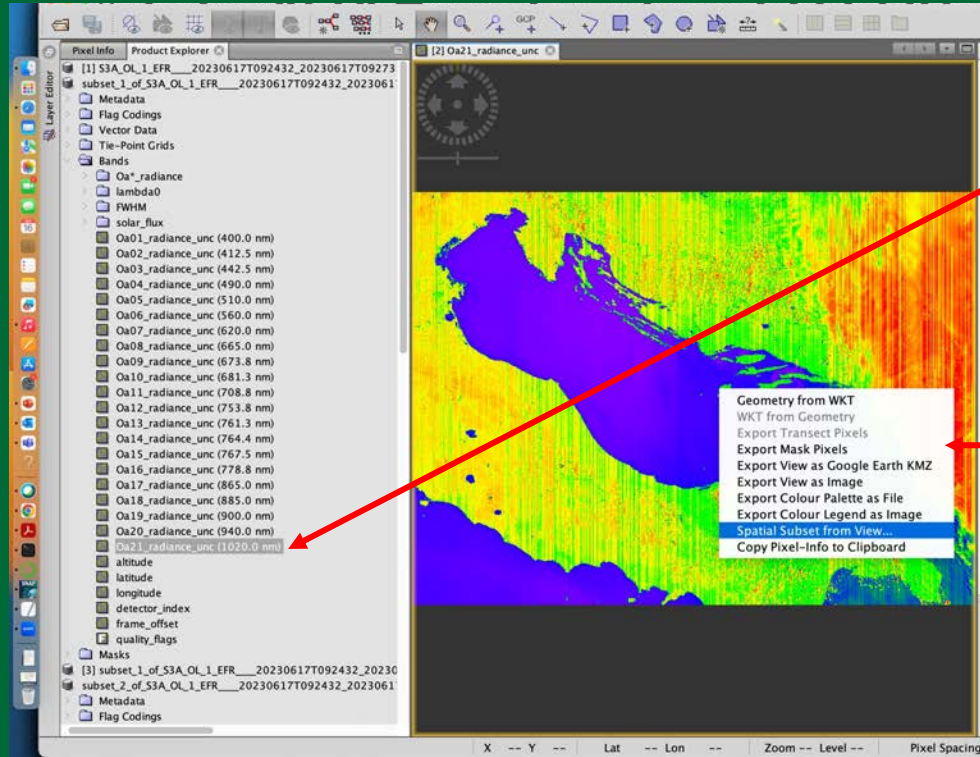 GCP
Pixel Info Product Explorer
[2] Oa21_radiance_unc
Layer Editor
[1] S3A_OL_1_EFR____20230617T092432_20230617T09273
subset_1_of_S3A_OL_1_EFR____20230617T092432_2023061
Metadata
Flag Codings
Vector Data
Tie-Point Grids
Bands
Oa*_radiance
lambda0
FWHM
solar_flux
Oa01_radiance_unc (400.0 nm)
Oa02_radiance_unc (412.5 nm)
Oa03_radiance_unc (442.5 nm)
Oa04_radiance_unc (490.0 nm)
Oa05_radiance_unc (510.0 nm)
Oa06_radiance_unc (560.0 nm)
Oa07_radiance_unc (620.0 nm)
Oa08_radiance_unc (665.0 nm)
Oa09_radiance_unc (673.8 nm)
Oa10_radiance_unc (681.3 nm)
Oa11_radiance_unc (708.8 nm)
Oa12_radiance_unc (753.8 nm)
Oa13_radiance_unc (761.3 nm)
Oa14_radiance_unc (764.4 nm)
Oa15_radiance_unc (767.5 nm)
Oa16_radiance_unc (778.8 nm)
Oa17_radiance_unc (865.0 nm)
Oa18_radiance_unc (885.0 nm)
Oa19_radiance_unc (900.0 nm)
Oa20_radiance_unc (940.0 nm)
Oa21_radiance_unc (1020.0 nm)
altitude
latitude
longitude
detector_index
frame_offset
quality_flags
Masks
[3] subset_1_of_S3A_OL_1_EFR____20230617T092432_20230
subset_2_of_S3A_OL_1_EFR____20230617T092432_2023061
Metadata
Flag Codings
Geometry from WKT
WKT from Geometry
Export Transect Pixels
Export Mask Pixels
Export View as Google Earth KMZ
Export View as Image
Export Colour Palette as File
Export Colour Legend as Image
Spatial Subset from View...
Copy Pixel-Info to Clipboard
X -- Y -- Lat -- Lon -- Zoom -- Level -- Pixel Spacing
16